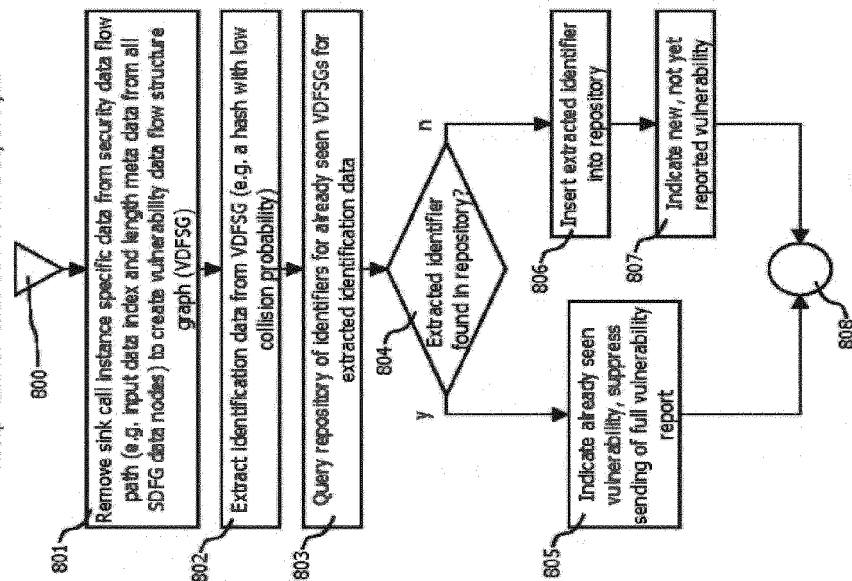 800
Remove sink call instance specific data from security data flow
path (e.g. input data index and length meta data from all
SDFG data nodes) to create vulnerability data flow structure
graph (VDFSG)
801
Extract identification data from VDFSG (e.g. a hash with low
collision probability)
802
Query repository of identifiers for already seen VDFSGs for
extracted identification data
803
Extracted identifier
found in repository?
804
y
n
Indicate already seen
vulnerability, suppress
sending of full vulnerability
report
805
Insert extracted identifier
into repository
806
Indicate new, not yet
reported vulnerability
807
808